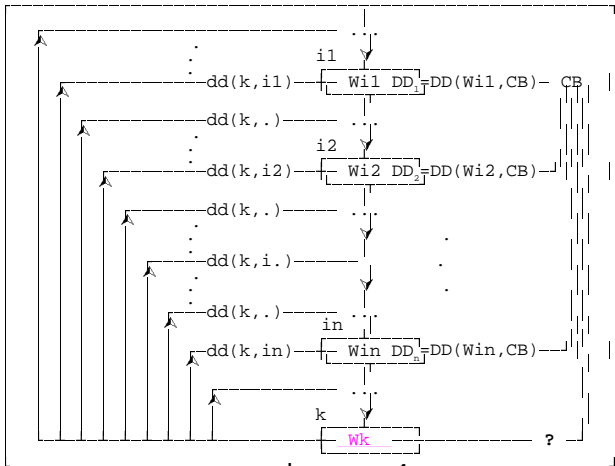 ...
i1
dd(k,i1) Wi1 DD1=DD(Wi1,CB) CB
dd(k,.) ...
i2
dd(k,i2) Wi2 DD2=DD(Wi2,CB)
dd(k,.) ...
dd(k,i.)
dd(k,.) ...
in
dd(k,in) Win DDn=DD(Win,CB)
...
k
Wk ?